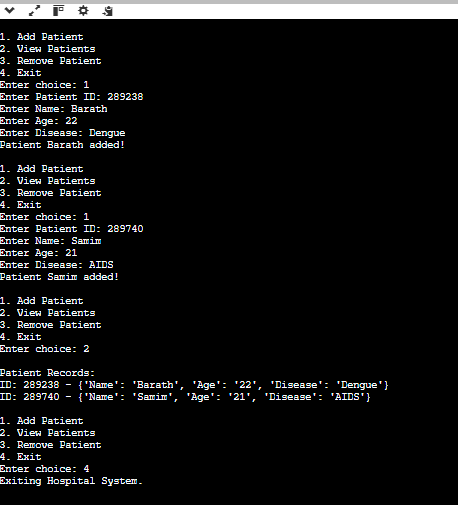 1. Add Patient
2. View Patients
3. Remove Patient
4. Exit
Enter choice: 1
Enter Patient ID: 289238
Enter Name: Barath
Enter Age: 22
Enter Disease: Dengue
Patient Barath added!
1. Add Patient
2. View Patients
3. Remove Patient
4. Exit
Enter choice: 1
Enter Patient ID: 289740
Enter Name: Samim
Enter Age: 21
Enter Disease: AIDS
Patient Samim added!
1. Add Patient
2. View Patients
3. Remove Patient
4. Exit
Enter choice: 2
Patient Records:
ID: 289238 - {'Name': 'Barath', 'Age': '22', 'Disease': 'Dengue'}
ID: 289740 - {'Name': 'Samim', 'Age': '21', 'Disease': 'AIDS'}
1. Add Patient
2. View Patients
3. Remove Patient
4. Exit
Enter choice: 4
Exiting Hospital System.